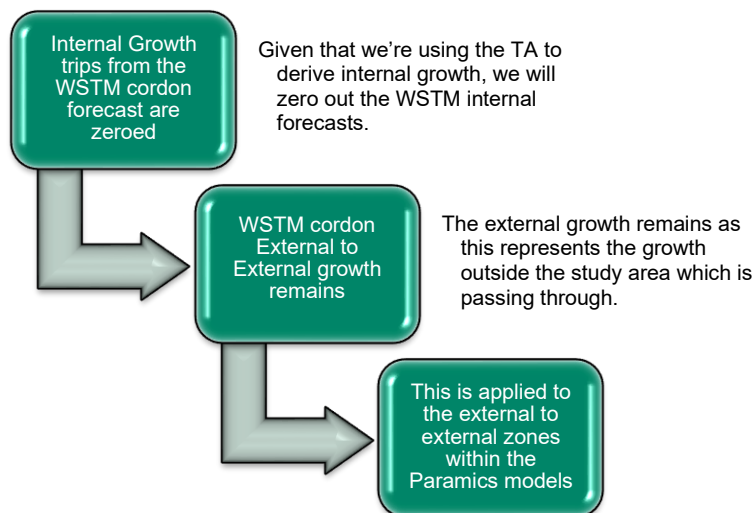 Internal Growth
trips from the
WSTM cordon
forecast are
zeroed
Given that we’re using the TA to
derive internal growth, we will
zero out the WSTM internal
forecasts.
WSTM cordon
External to
External growth
remains
The external growth remains as
this represents the growth
outside the study area which is
passing through.
This is applied to
the external to
external zones
within the
Paramics models